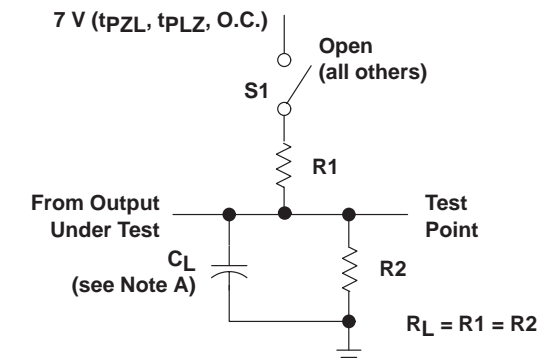 7 V (tPZL, tPLZ, O.C.)
Open
(all others)
S1
R1
From Output
Under Test
Test
Point
CL
(see Note A)
R2
RL = R1 = R2